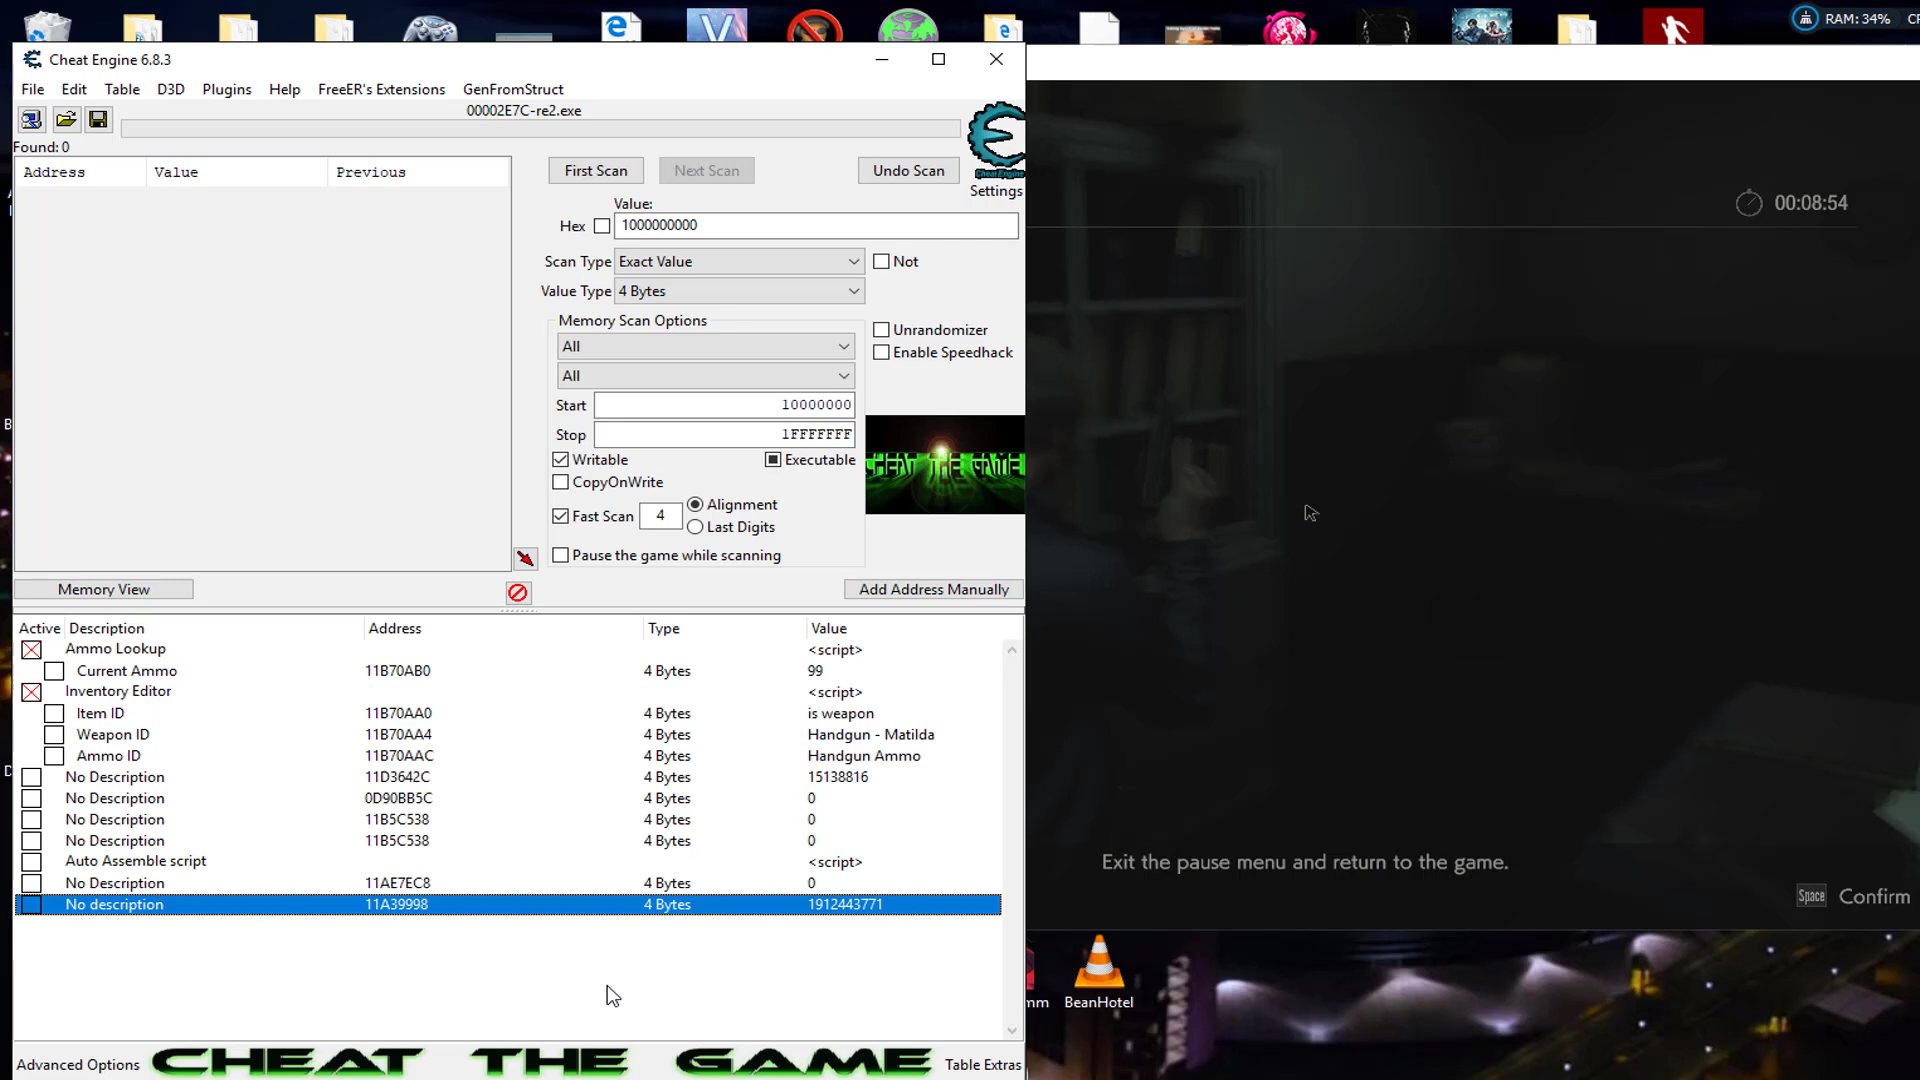 RAM: 34% CP
Cheat Engine 6.8.3
File Edit Table D3D Plugins Help FreeER's Extensions GenFromStruct
00002E7C-re2.exe
Found: 0
Address Value Previous
First Scan Next Scan Undo Scan
Cheat Engine
Settings
Value:
Hex 1000000000
Scan Type Exact Value Not
Value Type 4 Bytes
Memory Scan Options
All
All
Unrandomizer
Enable Speedhack
Start 10000000
Stop 1FFFFFFF
Writable Executable
CopyOnWrite
Fast Scan 4 Alignment
Last Digits
Pause the game while scanning
CHEAT THE GAME
Memory View Add Address Manually
Active Description Address Type Value
Ammo Lookup <script>
Current Ammo 11B70AB0 4 Bytes 99
Inventory Editor <script>
Item ID 11B70AA0 4 Bytes is weapon
Weapon ID 11B70AA4 4 Bytes Handgun - Matilda
Ammo ID 11B70AAC 4 Bytes Handgun Ammo
No Description 11D3642C 4 Bytes 15138816
No Description 0D90BB5C 4 Bytes 0
No Description 11B5C538 4 Bytes 0
No Description 11B5C538 4 Bytes 0
Auto Assemble script <script>
No Description 11AE7EC8 4 Bytes 0
No description 11A39998 4 Bytes 1912443771
Advanced Options CHEAT THE GAME Table Extras
00:08:54
Exit the pause menu and return to the game.
Space Confirm
mm BeanHotel